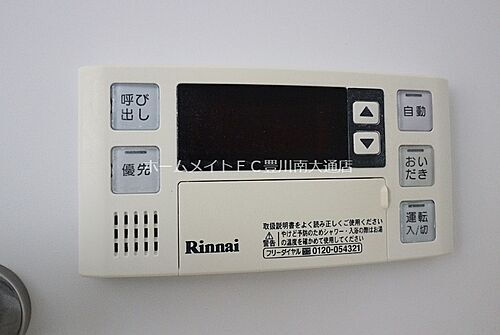 呼び
出し
自動
優先
ホームメイトFC豊川南大通店
おい
だき
運転
入/切
Rinnai
取扱説明書をよく読み正しくご使用ください
警告
やけど予防のためシャワー・入浴の際はお湯
の温度を確かめて使用してください
フリーダイヤル 0120-054321